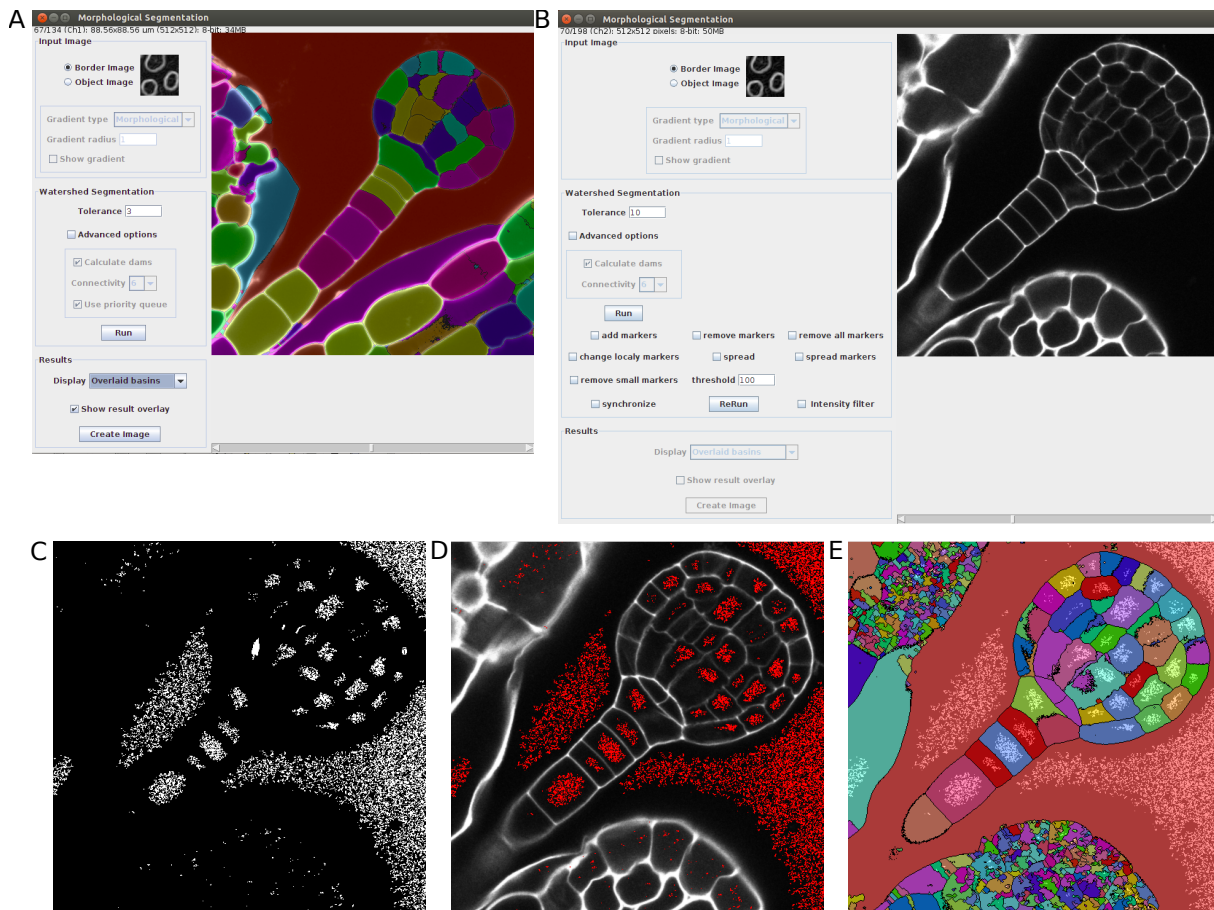 A
Morphological Segmentation
67/134 (Ch1); 88.56x88.56 um (512x512); 8-bit; 34MB
Input Image
Border Image
Object Image
Gradient type Morphological
Gradient radius 1
Show gradient
Watershed Segmentation
Tolerance 3
Advanced options
Calculate dams
Connectivity 6
Use priority queue
Run
Results
Display Overlaid basins
Show result overlay
Create Image
B
Morphological Segmentation
70/198 (Ch2); 512x512 pixels; 8-bit; 50MB
Input Image
Border Image
Object Image
Gradient type Morphological
Gradient radius 1
Show gradient
Watershed Segmentation
Tolerance 10
Advanced options
Calculate dams
Connectivity 6
Run
add markers remove markers remove all markers
change localy markers spread spread markers
remove small markers threshold 100
synchronize ReRun Intensity filter
Results
Display Overlaid basins
Show result overlay
Create Image
C
D
E